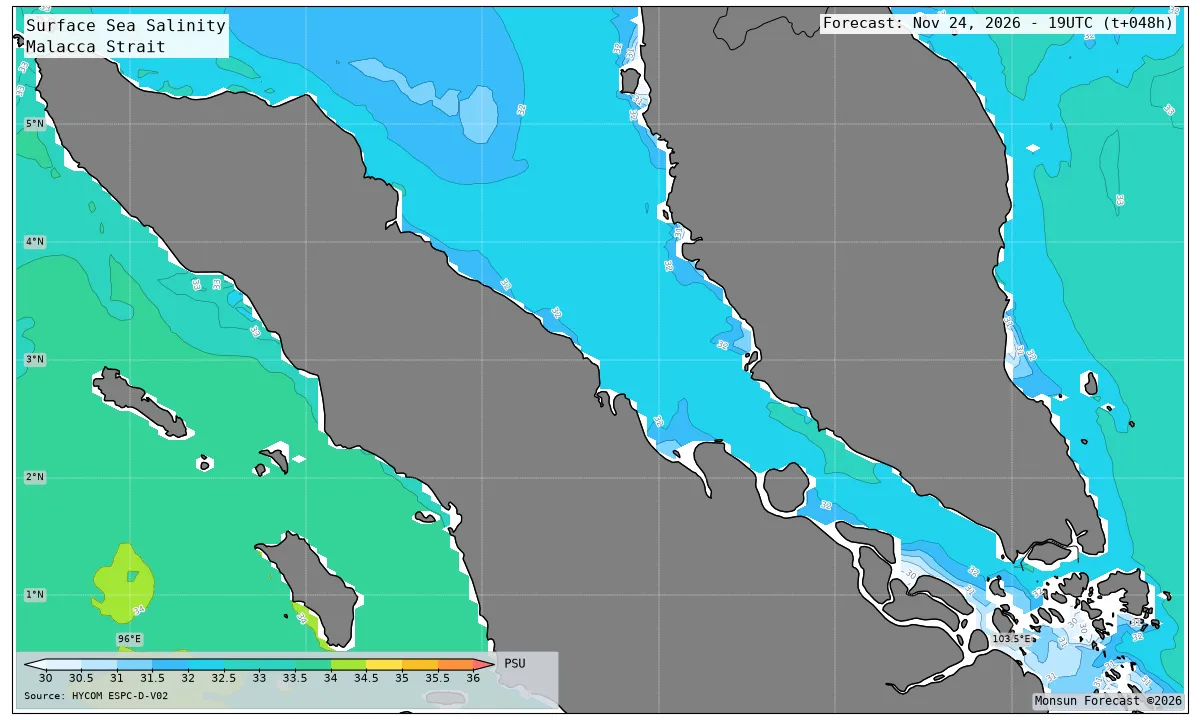 Surface Sea Salinity
Malacca Strait
Forecast: Nov 24, 2026 - 19UTC (t+048h)
5°N
4°N
3°N
2°N
1°N
96°E
103.5°E
PSU
30 30.5 31 31.5 32 32.5 33 33.5 34 34.5 35 35.5 36
Source: HYCOM ESPC-D-V02
Monsun Forecast ©2026